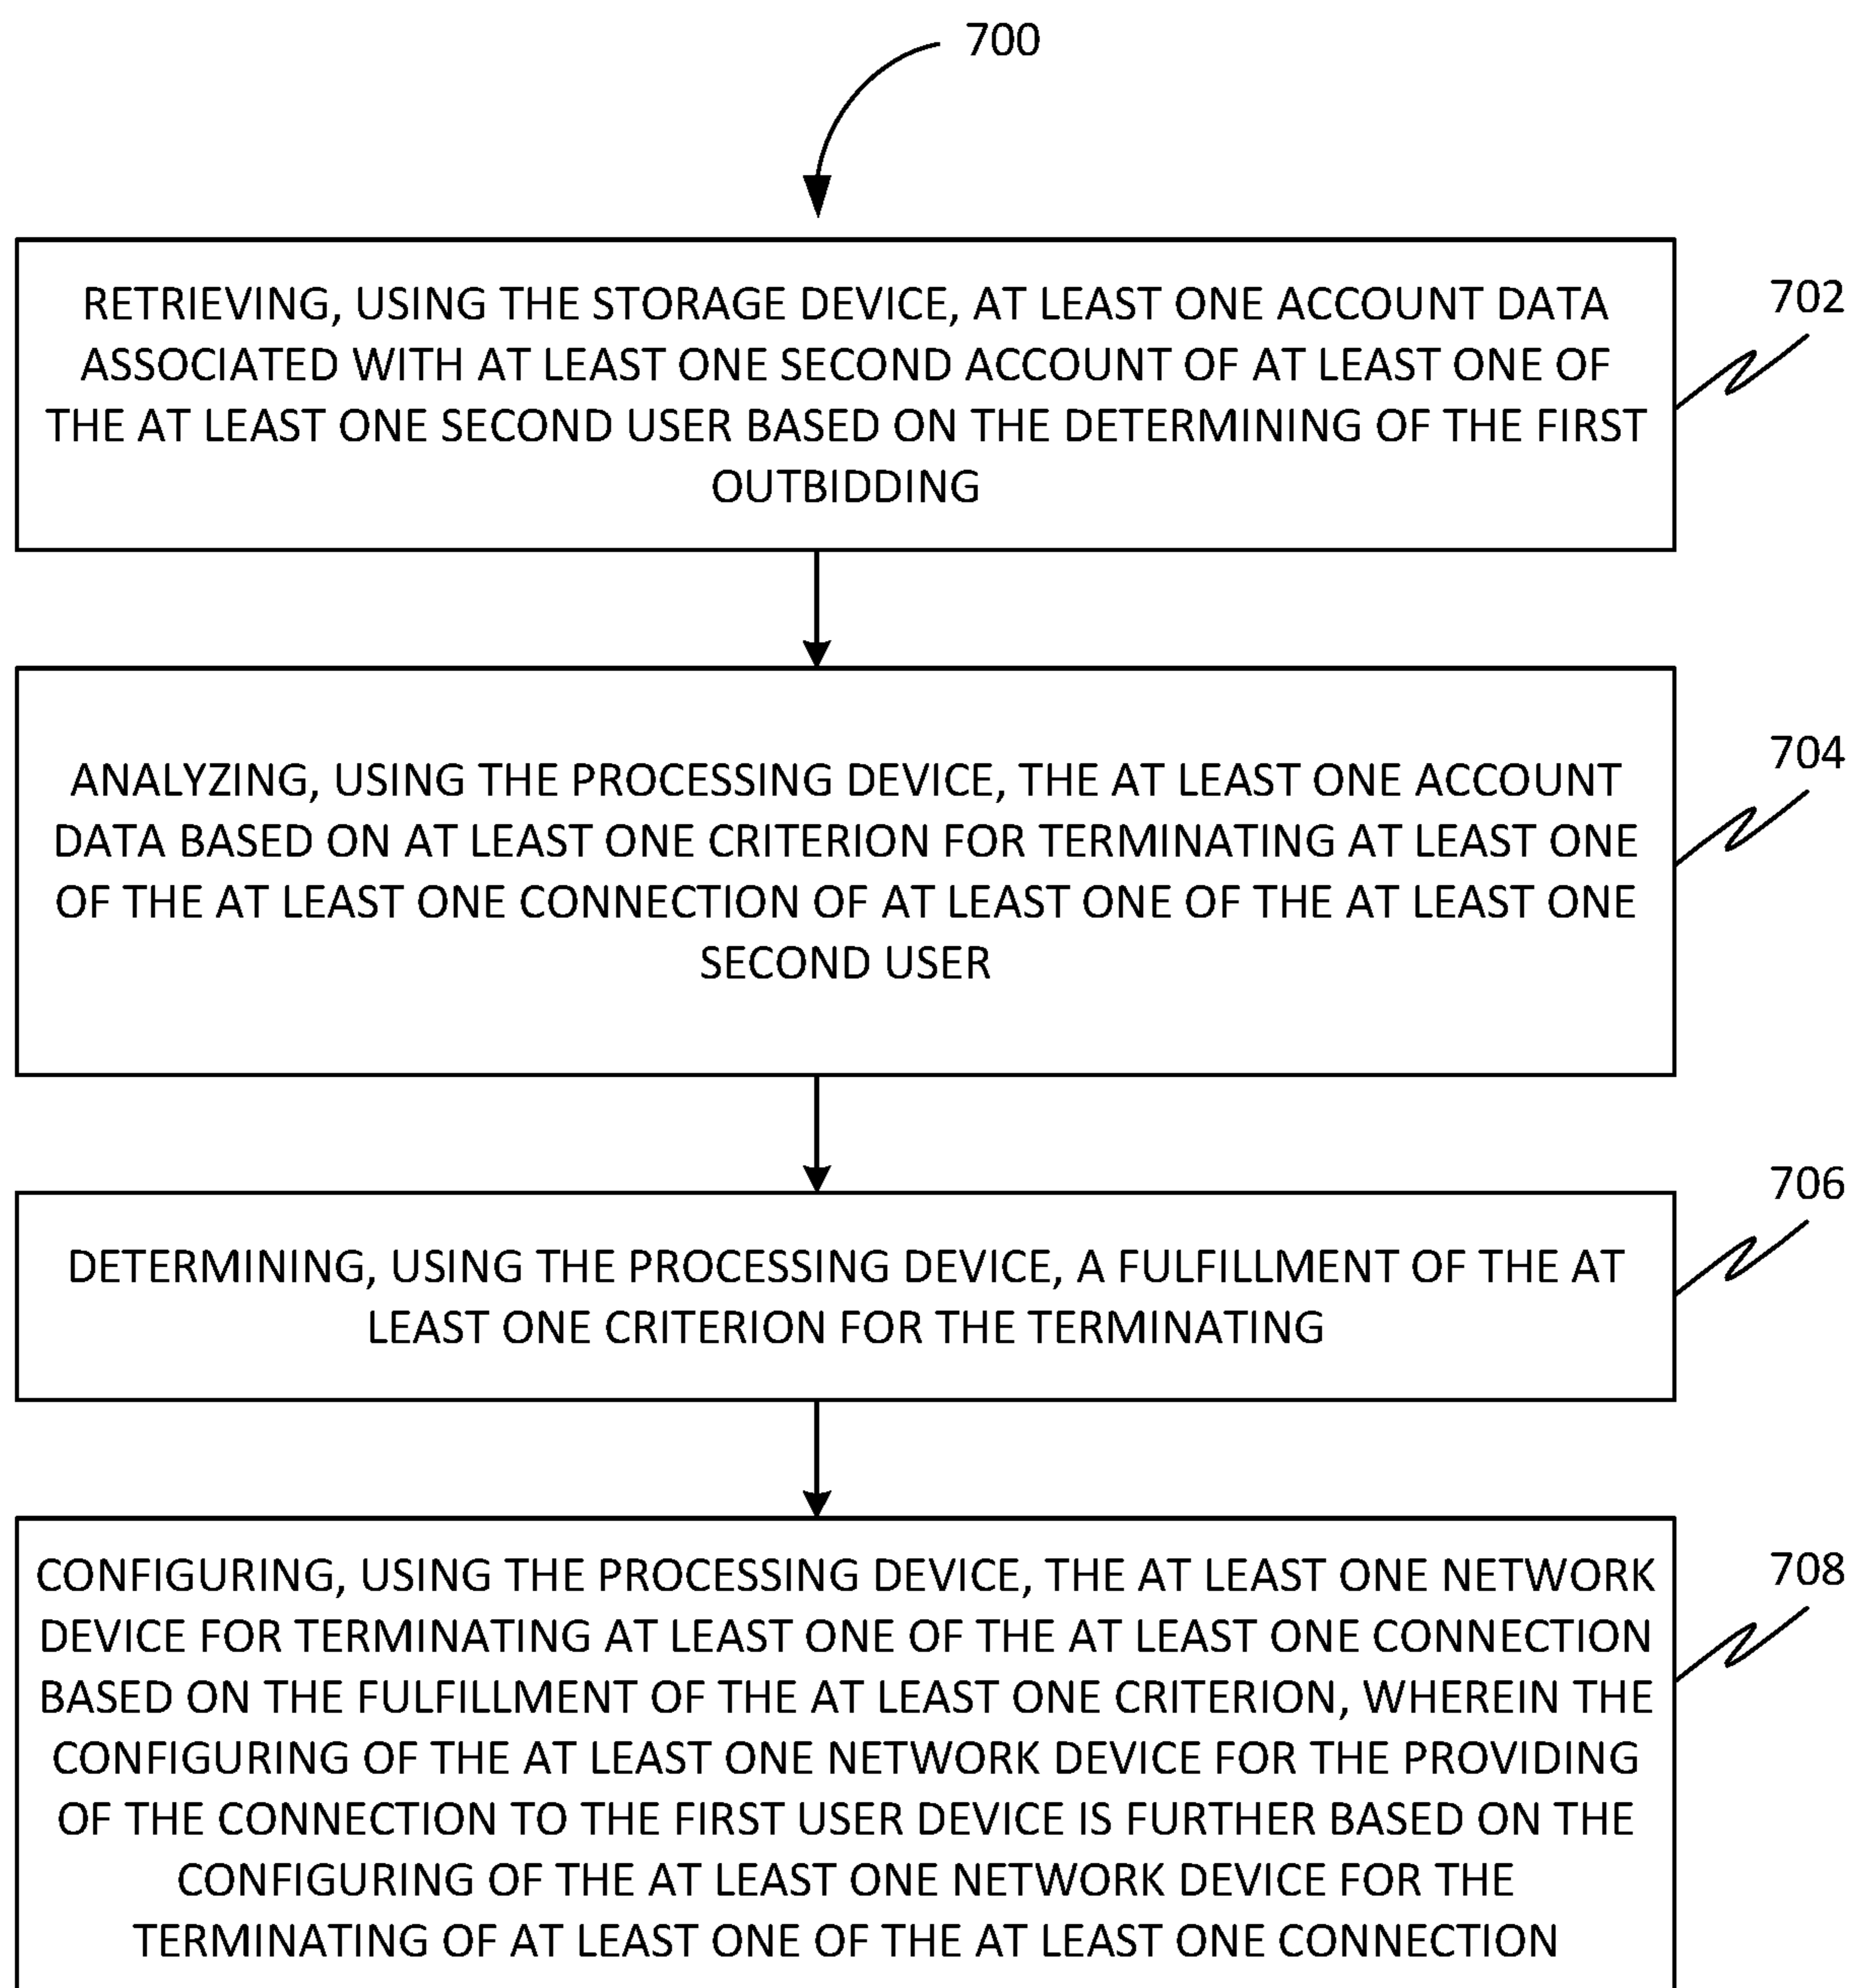 700
RETRIEVING, USING THE STORAGE DEVICE, AT LEAST ONE ACCOUNT DATA
ASSOCIATED WITH AT LEAST ONE SECOND ACCOUNT OF AT LEAST ONE OF
THE AT LEAST ONE SECOND USER BASED ON THE DETERMINING OF THE FIRST
OUTBIDDING
702
ANALYZING, USING THE PROCESSING DEVICE, THE AT LEAST ONE ACCOUNT
DATA BASED ON AT LEAST ONE CRITERION FOR TERMINATING AT LEAST ONE
OF THE AT LEAST ONE CONNECTION OF AT LEAST ONE OF THE AT LEAST ONE
SECOND USER
704
DETERMINING, USING THE PROCESSING DEVICE, A FULFILLMENT OF THE AT
LEAST ONE CRITERION FOR THE TERMINATING
706
CONFIGURING, USING THE PROCESSING DEVICE, THE AT LEAST ONE NETWORK
DEVICE FOR TERMINATING AT LEAST ONE OF THE AT LEAST ONE CONNECTION
BASED ON THE FULFILLMENT OF THE AT LEAST ONE CRITERION, WHEREIN THE
CONFIGURING OF THE AT LEAST ONE NETWORK DEVICE FOR THE PROVIDING
OF THE CONNECTION TO THE FIRST USER DEVICE IS FURTHER BASED ON THE
CONFIGURING OF THE AT LEAST ONE NETWORK DEVICE FOR THE
TERMINATING OF AT LEAST ONE OF THE AT LEAST ONE CONNECTION
708